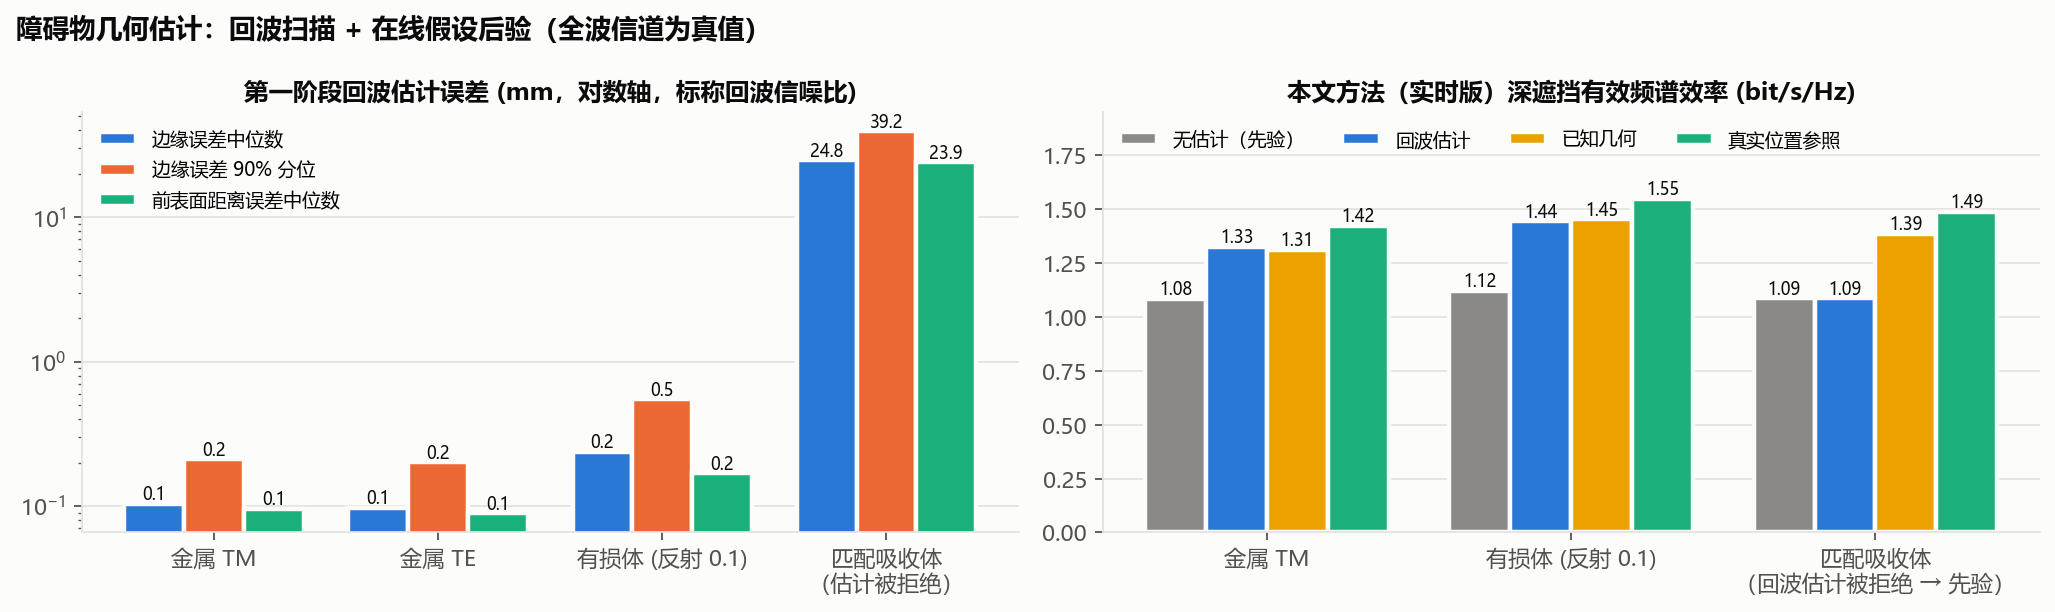 障碍物几何估计：回波扫描 + 在线假设后验（全波信道为真值）
第一阶段回波估计误差 (mm，对数轴，标称回波信噪比)
边缘误差中位数
边缘误差 90% 分位
前表面距离误差中位数
10¹
10⁰
10⁻¹
0.1
0.2
0.1
0.1
0.2
0.1
0.2
0.5
0.2
24.8
39.2
23.9
金属 TM
金属 TE
有损体 (反射 0.1)
匹配吸收体
（估计被拒绝）
本文方法（实时版）深遮挡有效频谱效率 (bit/s/Hz)
无估计（先验）
回波估计
已知几何
真实位置参照
1.75
1.50
1.25
1.00
0.75
0.50
0.25
0.00
1.08
1.33
1.31
1.42
1.12
1.44
1.45
1.55
1.09
1.09
1.39
1.49
金属 TM
有损体 (反射 0.1)
匹配吸收体
（回波估计被拒绝 → 先验）